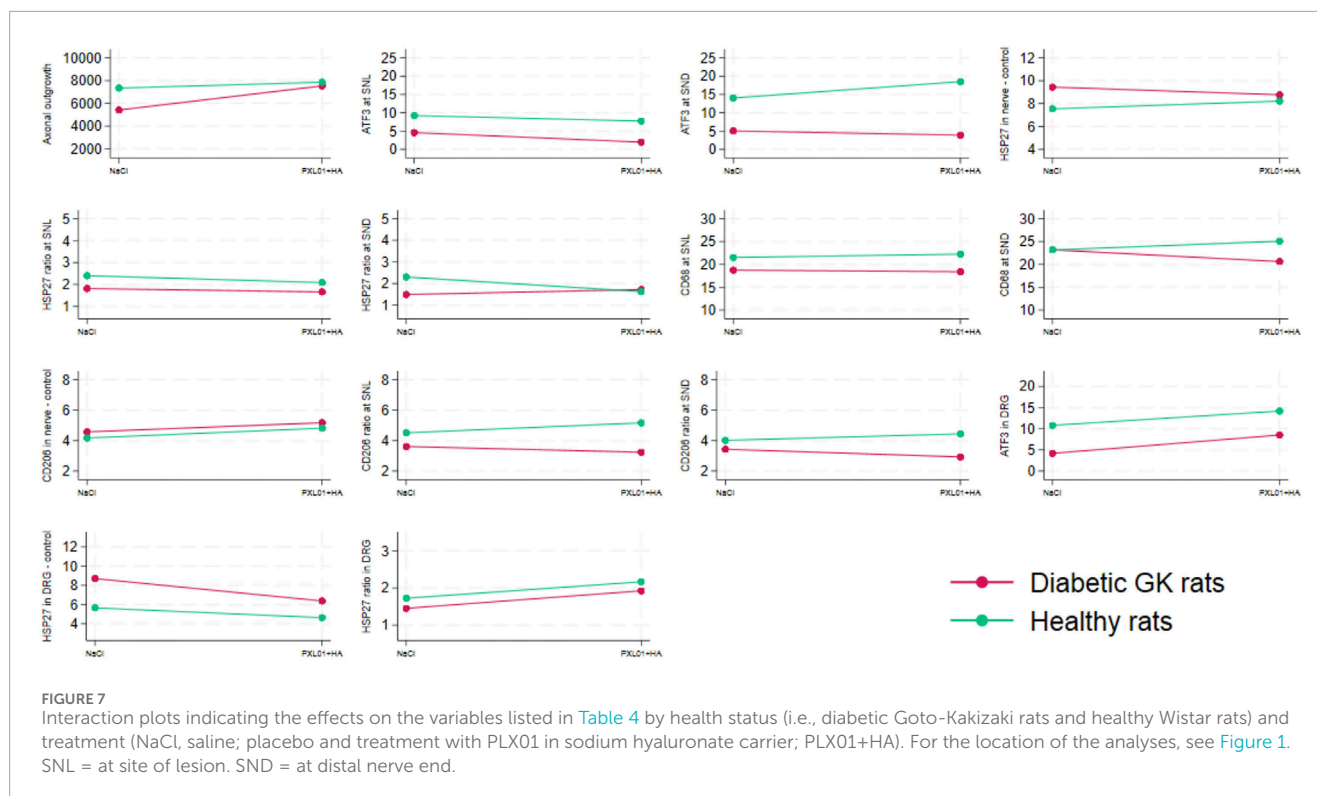 Axonal outgrowth
10000
8000
6000
4000
2000
NaCl
PXL01+HA
ATF3 at SNL
25
20
15
10
5
0
NaCl
PXL01+HA
ATF3 at SND
25
20
15
10
5
0
NaCl
PXL01+HA
HSP27 in nerve - control
12
10
8
6
4
NaCl
PXL01+HA
HSP27 ratio at SNL
5
4
3
2
1
NaCl
PXL01+HA
HSP27 ratio at SND
5
4
3
2
1
NaCl
PXL01+HA
CD68 at SNL
30
25
20
15
10
NaCl
PXL01+HA
CD68 at SND
30
25
20
15
10
NaCl
PXL01+HA
CD206 in nerve - control
8
6
4
2
NaCl
PXL01+HA
CD206 ratio at SNL
8
6
4
2
NaCl
PXL01+HA
CD206 ratio at SND
8
6
4
2
NaCl
PXL01+HA
ATF3 in DRG
20
15
10
5
0
NaCl
PXL01+HA
HSP27 in DRG - control
12
10
8
6
4
NaCl
PXL01+HA
HSP27 ratio in DRG
3
2
1
NaCl
PXL01+HA
Diabetic GK rats
Healthy rats
FIGURE 7
Interaction plots indicating the effects on the variables listed in Table 4 by health status (i.e., diabetic Goto-Kakizaki rats and healthy Wistar rats) and
treatment (NaCl, saline; placebo and treatment with PLX01 in sodium hyaluronate carrier; PLX01+HA). For the location of the analyses, see Figure 1.
SNL = at site of lesion. SND = at distal nerve end.